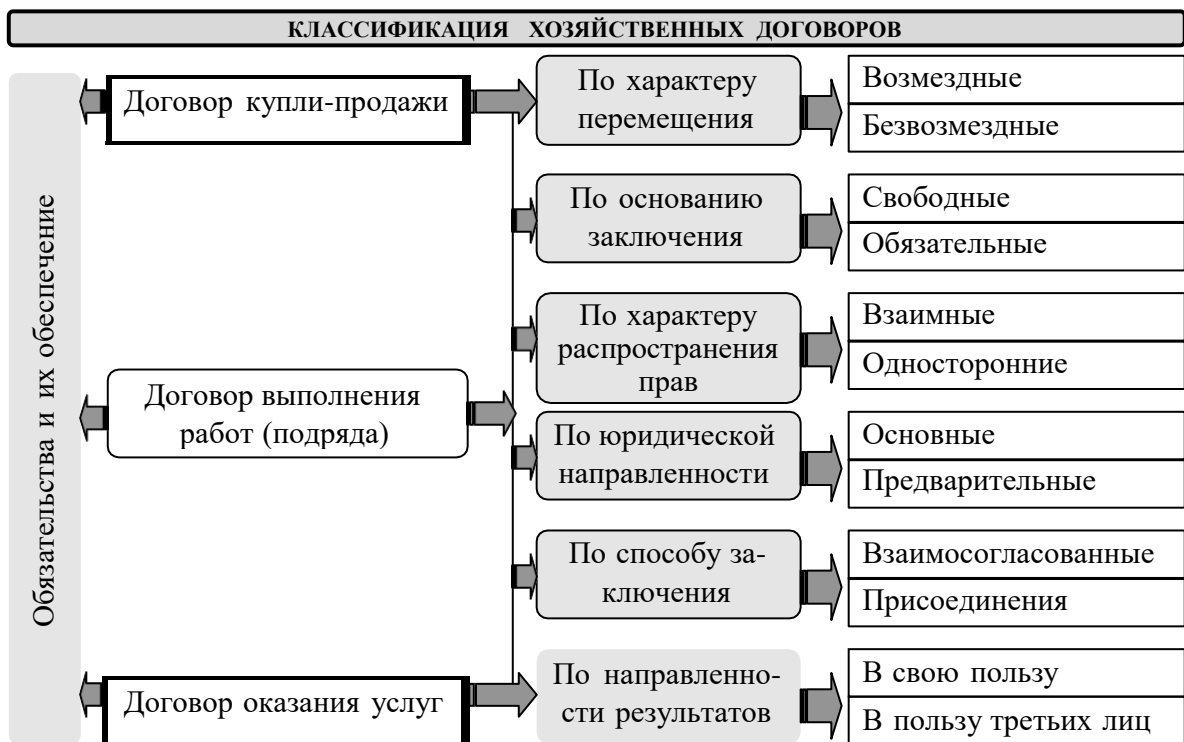 КЛАССИФИКАЦИЯ ХОЗЯЙСТВЕННЫХ ДОГОВОРОВ
Обязательства и их обеспечение
Договор купли-продажи
Договор выполнения
работ (подряда)
Договор оказания услуг
По характеру
перемещения
Возмездные
Безвозмездные
По основанию
заключения
Свободные
Обязательные
По характеру
распространения
прав
Взаимные
Односторонние
По юридической
направленности
Основные
Предварительные
По способу за-
ключения
Взаимосогласованные
Присоединения
По направленно-
сти результатов
В свою пользу
В пользу третьих лиц